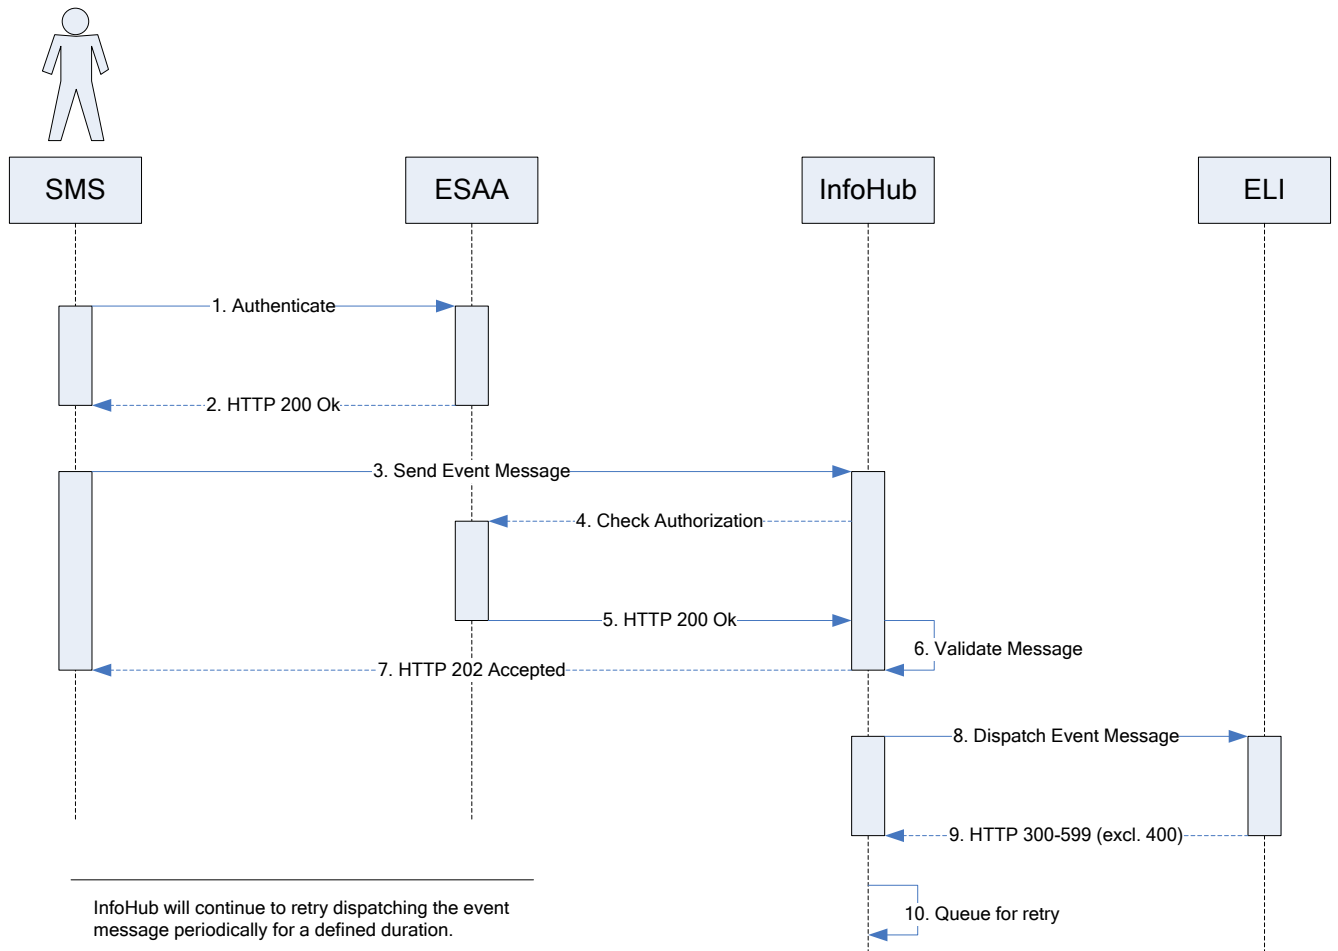 SMS
ESAA
InfoHub
ELI
1. Authenticate
2. HTTP 200 Ok
3. Send Event Message
4. Check Authorization
5. HTTP 200 Ok
6. Validate Message
7. HTTP 202 Accepted
8. Dispatch Event Message
9. HTTP 300-599 (excl. 400)
10. Queue for retry
InfoHub will continue to retry dispatching the event
message periodically for a defined duration.